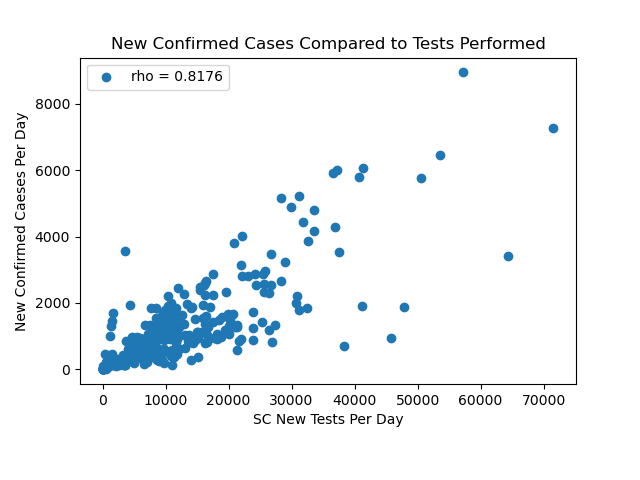 New Confirmed Cases Compared to Tests Performed
rho = 0.8176
New Confirmed Caeses Per Day
8000
6000
4000
2000
0
0 10000 20000 30000 40000 50000 60000 70000
SC New Tests Per Day